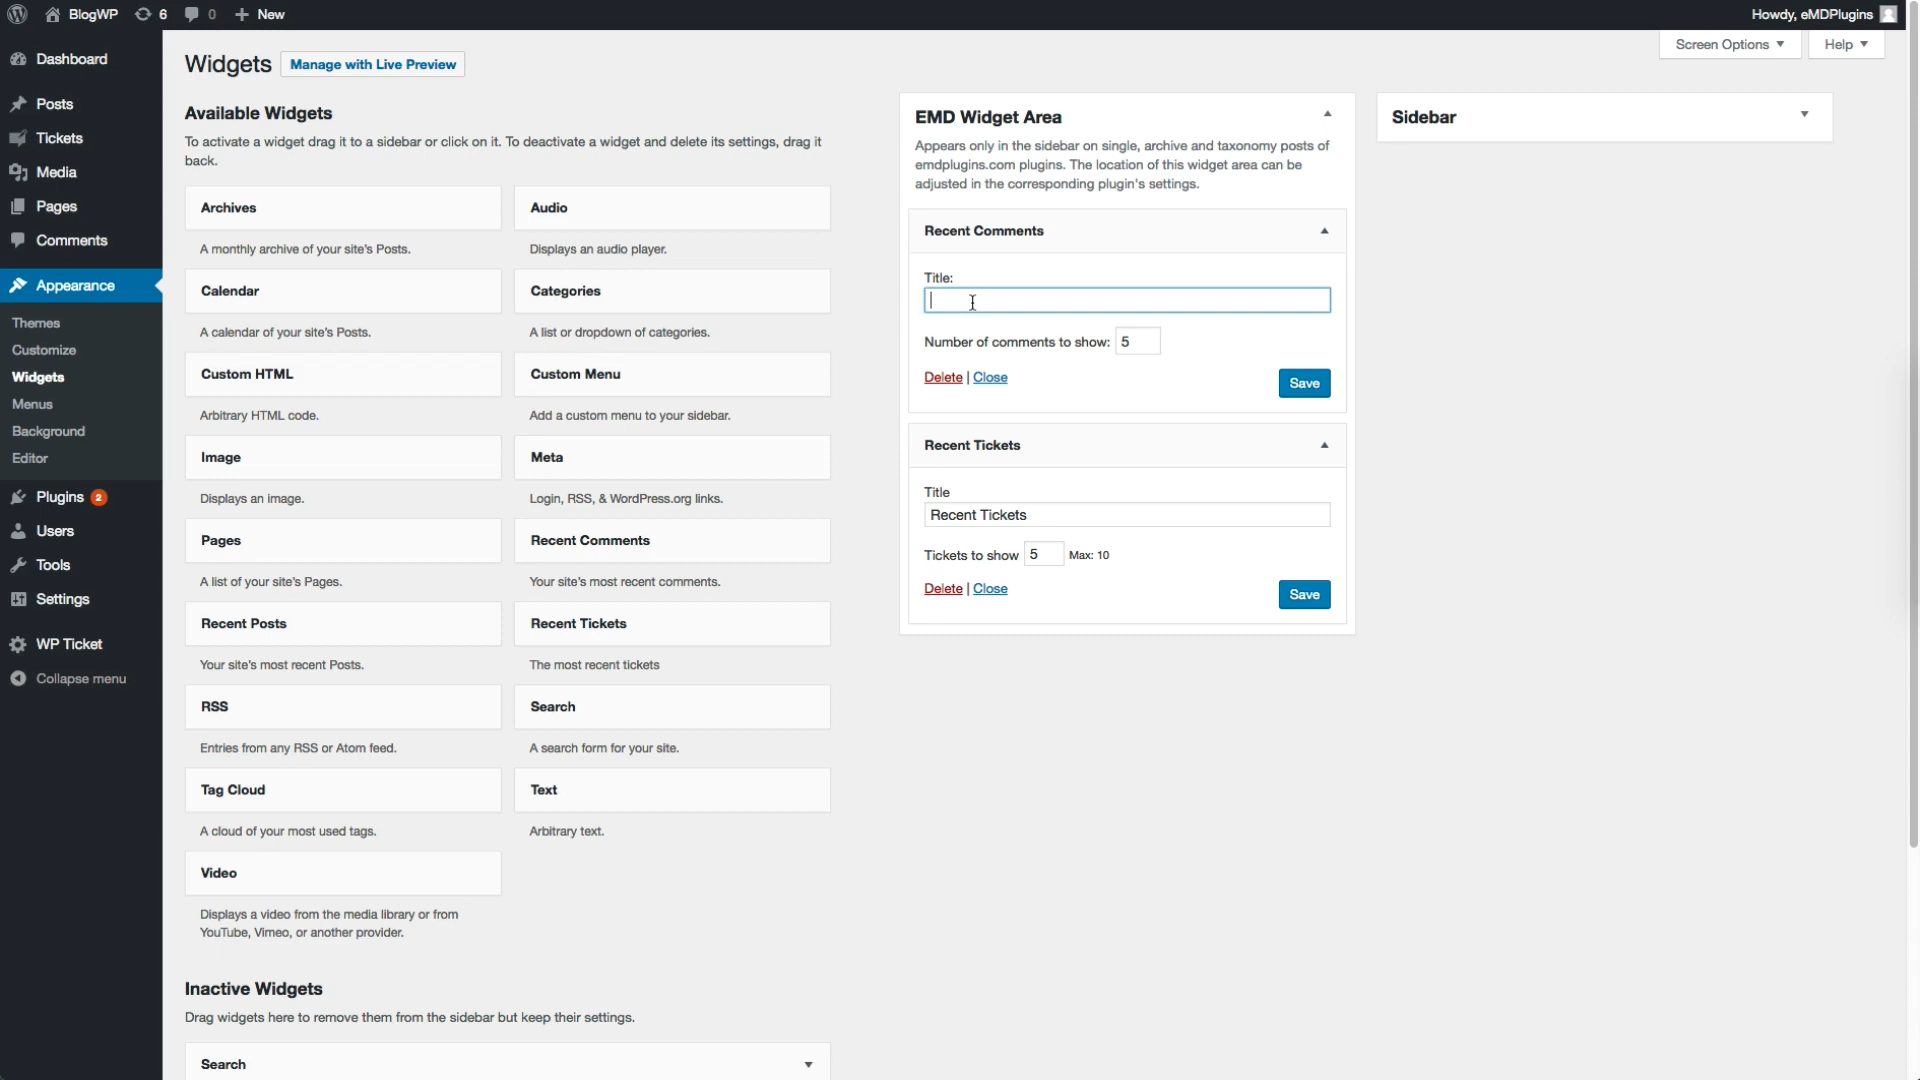 BlogWP 6 0 + New
Howdy, eMDPlugins
Dashboard
Posts
Tickets
Media
Pages
Comments
Appearance
Themes
Customize
Widgets
Menus
Background
Editor
Plugins 2
Users
Tools
Settings
WP Ticket
Collapse menu
Screen Options ▼
Help ▼
Widgets
Manage with Live Preview
Available Widgets
To activate a widget drag it to a sidebar or click on it. To deactivate a widget and delete its settings, drag it
back.
Archives
A monthly archive of your site's Posts.
Audio
Displays an audio player.
Calendar
A calendar of your site's Posts.
Categories
A list or dropdown of categories.
Custom HTML
Arbitrary HTML code.
Custom Menu
Add a custom menu to your sidebar.
Image
Displays an image.
Meta
Login, RSS, & WordPress.org links.
Pages
A list of your site's Pages.
Recent Comments
Your site's most recent comments.
Recent Posts
Your site's most recent Posts.
Recent Tickets
The most recent tickets
RSS
Entries from any RSS or Atom feed.
Search
A search form for your site.
Tag Cloud
A cloud of your most used tags.
Text
Arbitrary text.
Video
Displays a video from the media library or from
YouTube, Vimeo, or another provider.
Inactive Widgets
Drag widgets here to remove them from the sidebar but keep their settings.
Search
EMD Widget Area
Appears only in the sidebar on single, archive and taxonomy posts of
emdplugins.com plugins. The location of this widget area can be
adjusted in the corresponding plugin's settings.
Recent Comments
Title:
Number of comments to show: 5
Delete | Close
Save
Recent Tickets
Title
Recent Tickets
Tickets to show 5 Max: 10
Delete | Close
Save
Sidebar